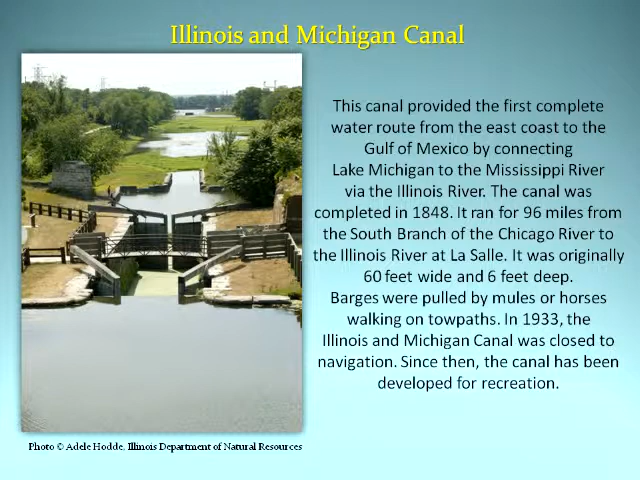 Illinois and Michigan Canal
This canal provided the first complete
water route from the east coast to the
Gulf of Mexico by connecting
Lake Michigan to the Mississippi River
via the Illinois River. The canal was
completed in 1848. It ran for 96 miles from
the South Branch of the Chicago River to
the Illinois River at La Salle. It was originally
60 feet wide and 6 feet deep.
Barges were pulled by mules or horses
walking on towpaths. In 1933, the
Illinois and Michigan Canal was closed to
navigation. Since then, the canal has been
developed for recreation.
Photo © Adele Hodde, Illinois Department of Natural Resources